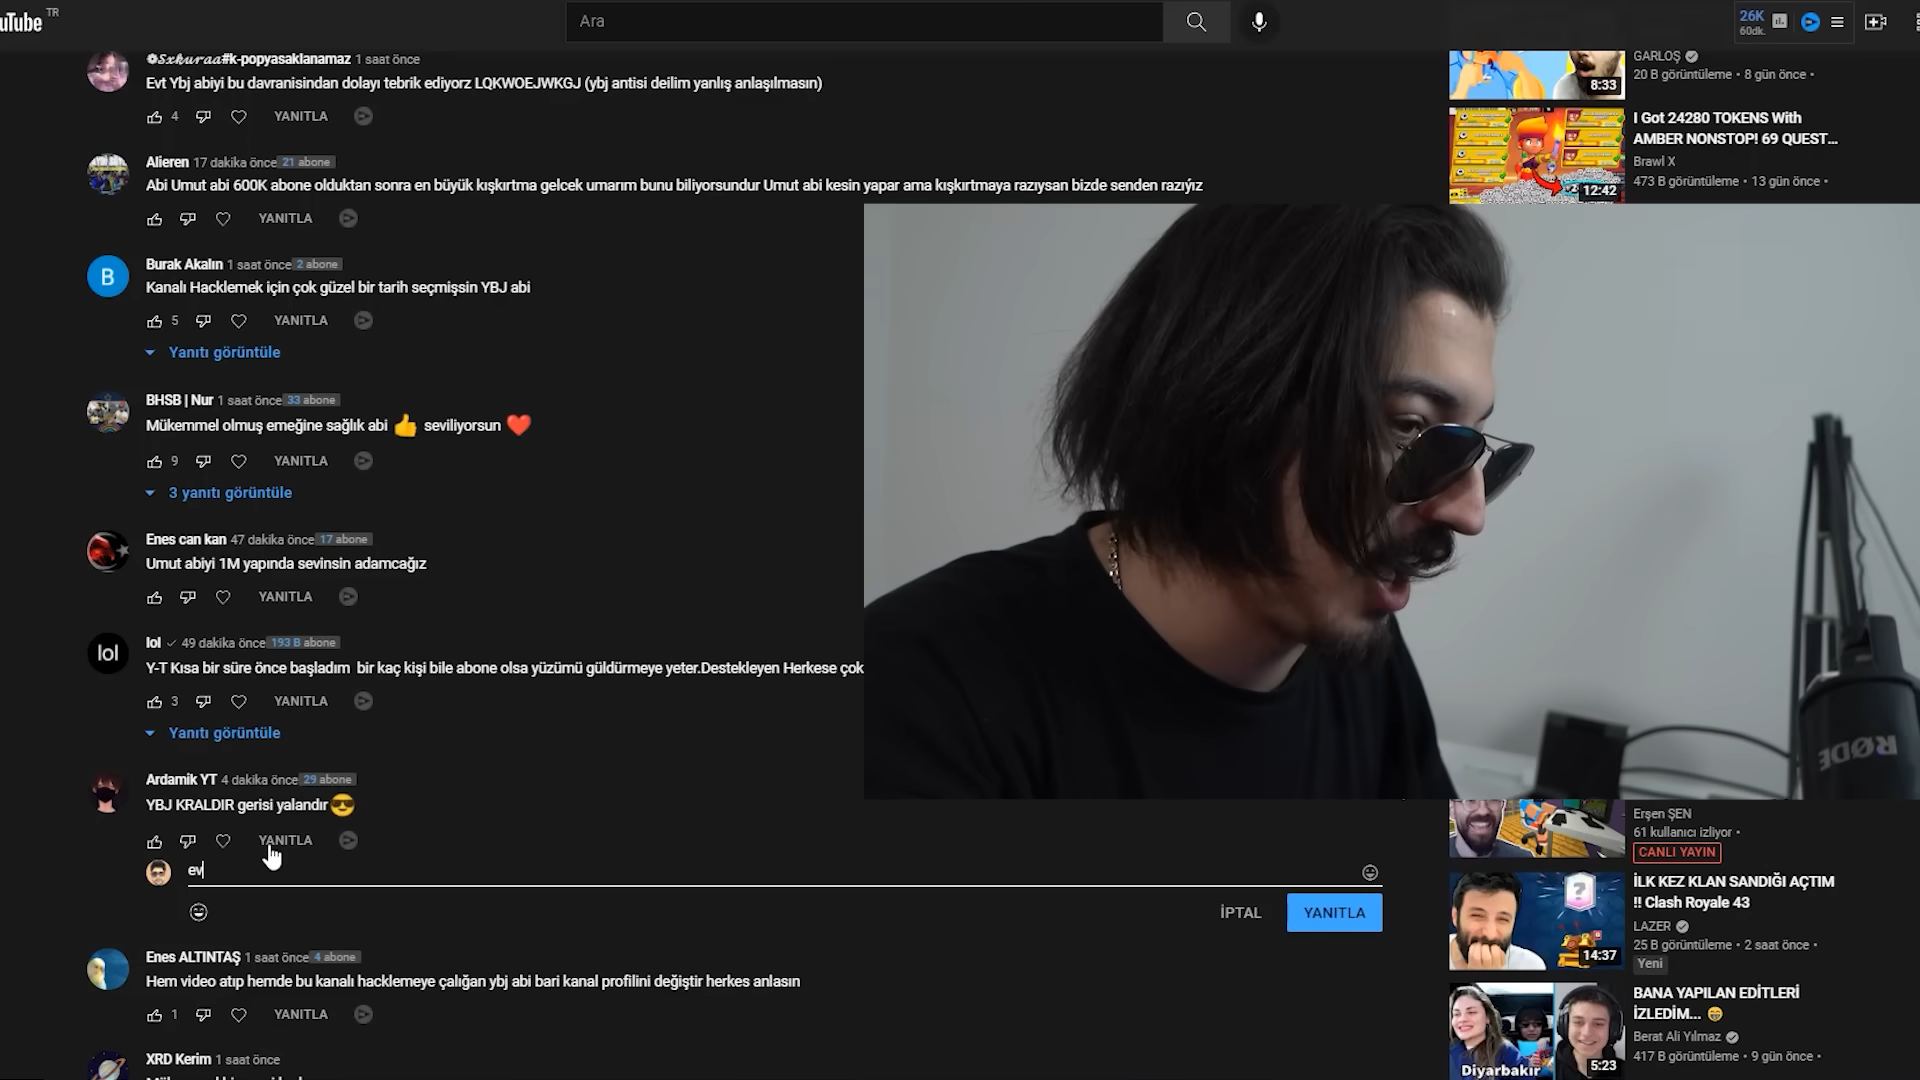 uTube TR
Ara
26K
60dk.
❁𝓢𝔁𝓱𝓾𝓻𝓪𝓪#k-popyasaklanamaz 1 saat önce
Evt Ybj abiyi bu davranisindan dolayı tebrik ediyorz LQKWOEJWKGJ (ybj antisi deilim yanlış anlaşılmasın)
4 YANITLA
Alieren 17 dakika önce 21 abone
Abi Umut abi 600K abone olduktan sonra en büyük kışkırtma gelcek umarım bunu biliyorsundur Umut abi kesin yapar ama kışkırtmaya razıysan bizde senden razıyız
YANITLA
B
Burak Akalın 1 saat önce 2 abone
Kanalı Hacklemek için çok güzel bir tarih seçmişsin YBJ abi
5 YANITLA
Yanıtı görüntüle
BHSB | Nur 1 saat önce 33 abone
Mükemmel olmuş emeğine sağlık abi 👍 seviliyorsun ❤️
9 YANITLA
3 yanıtı görüntüle
Enes can kan 47 dakika önce 17 abone
Umut abiyi 1M yapında sevinsin adamcağız
YANITLA
lol
lol ✓ 49 dakika önce 193 B abone
Y-T Kısa bir süre önce başladım bir kaç kişi bile abone olsa yüzümü güldürmeye yeter.Destekleyen Herkese çok
3 YANITLA
Yanıtı görüntüle
Ardamik YT 4 dakika önce 29 abone
YBJ KRALDIR gerisi yalandır 😎
YANITLA
ev
İPTAL YANITLA
Enes ALTINTAŞ 1 saat önce 4 abone
Hem video atıp hemde bu kanalı hacklemeye çalığan ybj abi bari kanal profilini değiştir herkes anlasın
1 YANITLA
XRD Kerim 1 saat önce
8:33
GARLOŞ
20 B görüntüleme • 8 gün önce •
12:42
I Got 24280 TOKENS With
AMBER NONSTOP! 69 QUEST...
Brawl X
473 B görüntüleme • 13 gün önce •
RØDE
Erşen ŞEN
61 kullanıcı izliyor •
CANLI YAYIN
14:37
İLK KEZ KLAN SANDIĞI AÇTIM
!! Clash Royale 43
LAZER
25 B görüntüleme • 2 saat önce •
Yeni
Diyarbakır
5:23
BANA YAPILAN EDİTLERİ
İZLEDİM... 😁
Berat Ali Yılmaz
417 B görüntüleme • 9 gün önce •